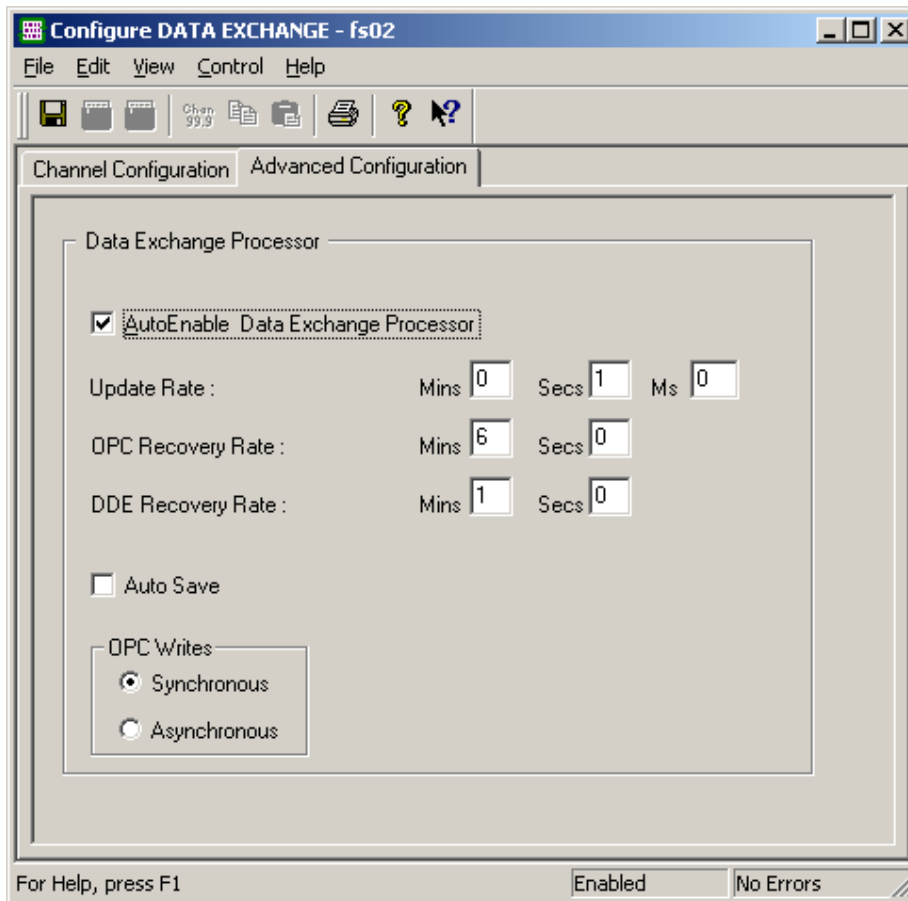 Configure DATA EXCHANGE - fs02
File Edit View Control Help
Chan 99.9
Channel Configuration Advanced Configuration
Data Exchange Processor
AutoEnable Data Exchange Processor
Update Rate : Mins 0 Secs 1 Ms 0
OPC Recovery Rate : Mins 6 Secs 0
DDE Recovery Rate : Mins 1 Secs 0
Auto Save
OPC Writes
Synchronous
Asynchronous
For Help, press F1 Enabled No Errors